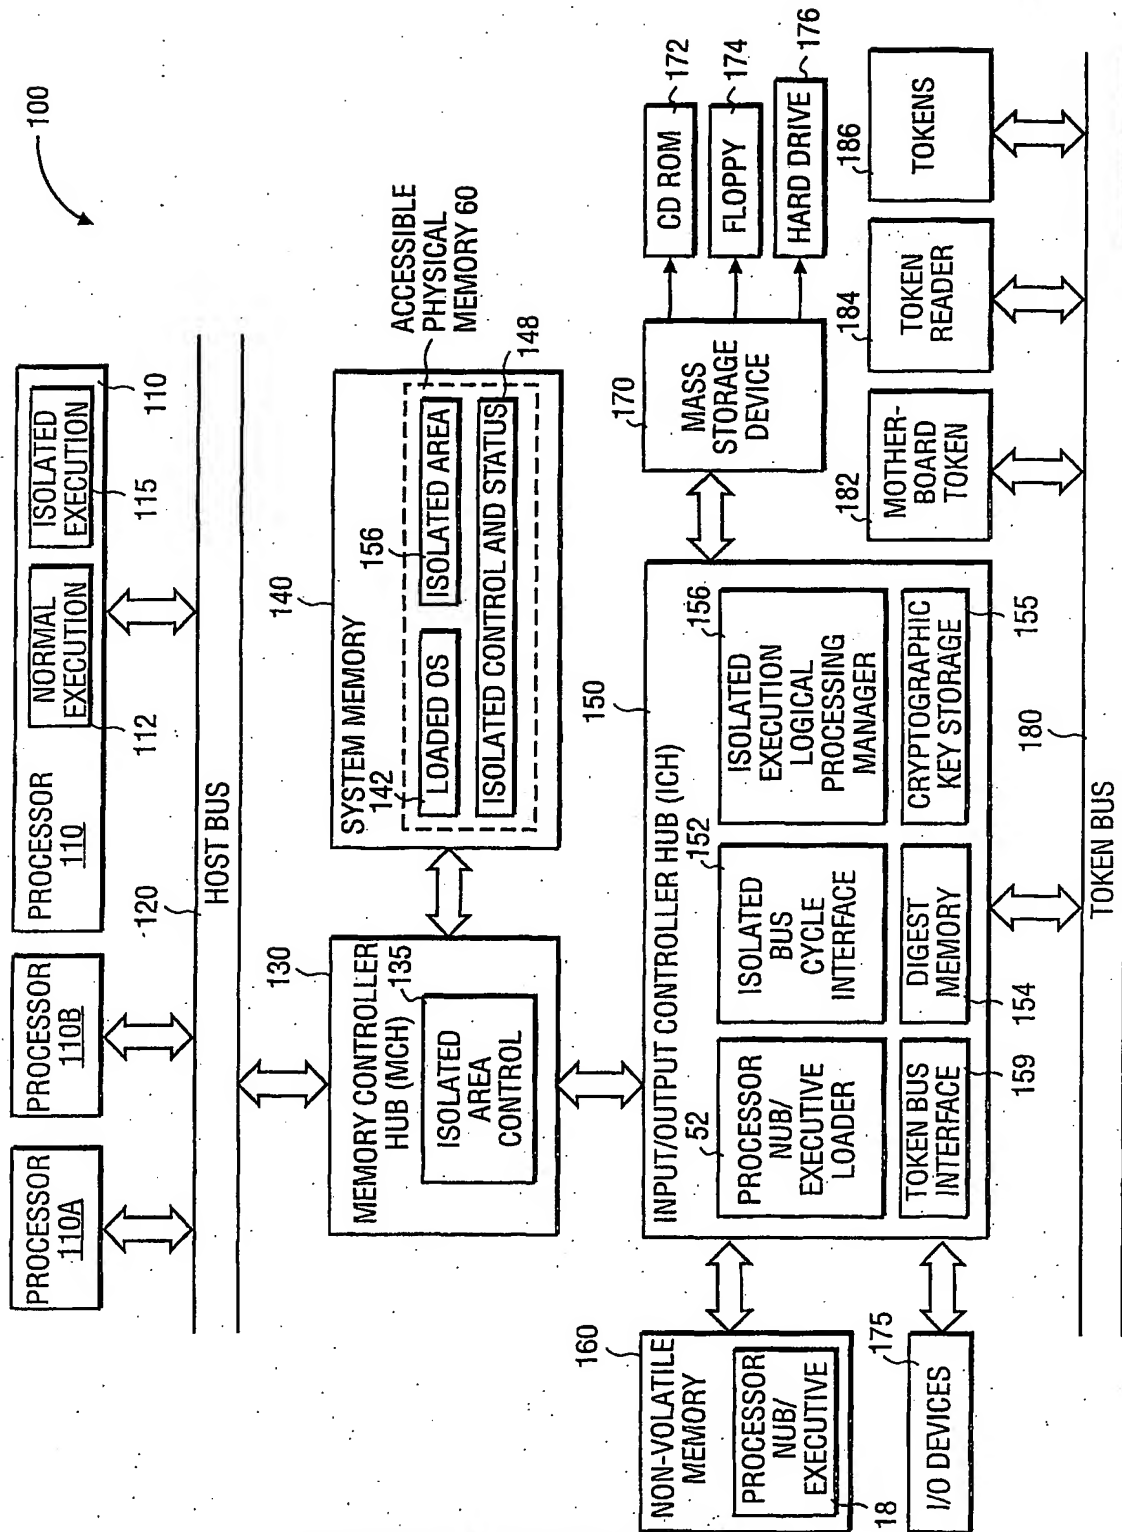 100
PROCESSOR
110A
PROCESSOR
110B
PROCESSOR
110
NORMAL
EXECUTION
112
ISOLATED
EXECUTION
115
110
120
HOST BUS
130
MEMORY CONTROLLER
HUB (MCH)
135
ISOLATED
AREA
CONTROL
140
SYSTEM MEMORY
142
LOADED OS
156
ISOLATED AREA
ISOLATED CONTROL AND STATUS
148
ACCESSIBLE
PHYSICAL
MEMORY 60
150
INPUT/OUTPUT CONTROLLER HUB (ICH)
52
PROCESSOR
NUB/
EXECUTIVE
LOADER
152
ISOLATED
BUS
CYCLE
INTERFACE
156
ISOLATED
EXECUTION
LOGICAL
PROCESSING
MANAGER
TOKEN BUS
INTERFACE
159
DIGEST
MEMORY
154
CRYPTOGRAPHIC
KEY STORAGE
155
160
NON-VOLATILE
MEMORY
PROCESSOR
NUB/
EXECUTIVE
18
175
I/O DEVICES
170
MASS
STORAGE
DEVICE
CD ROM
172
FLOPPY
174
HARD DRIVE
176
182
MOTHER-
BOARD
TOKEN
184
TOKEN
READER
186
TOKENS
180
TOKEN BUS